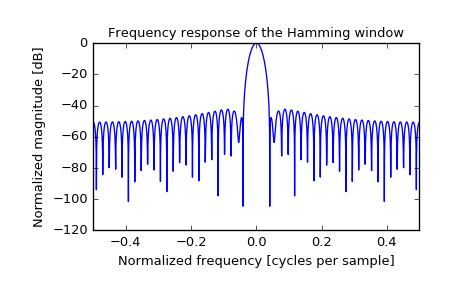 Frequency response of the Hamming window
Normalized magnitude [dB]
0
−20
−40
−60
−80
−100
−120
−0.4 −0.2 0.0 0.2 0.4
Normalized frequency [cycles per sample]